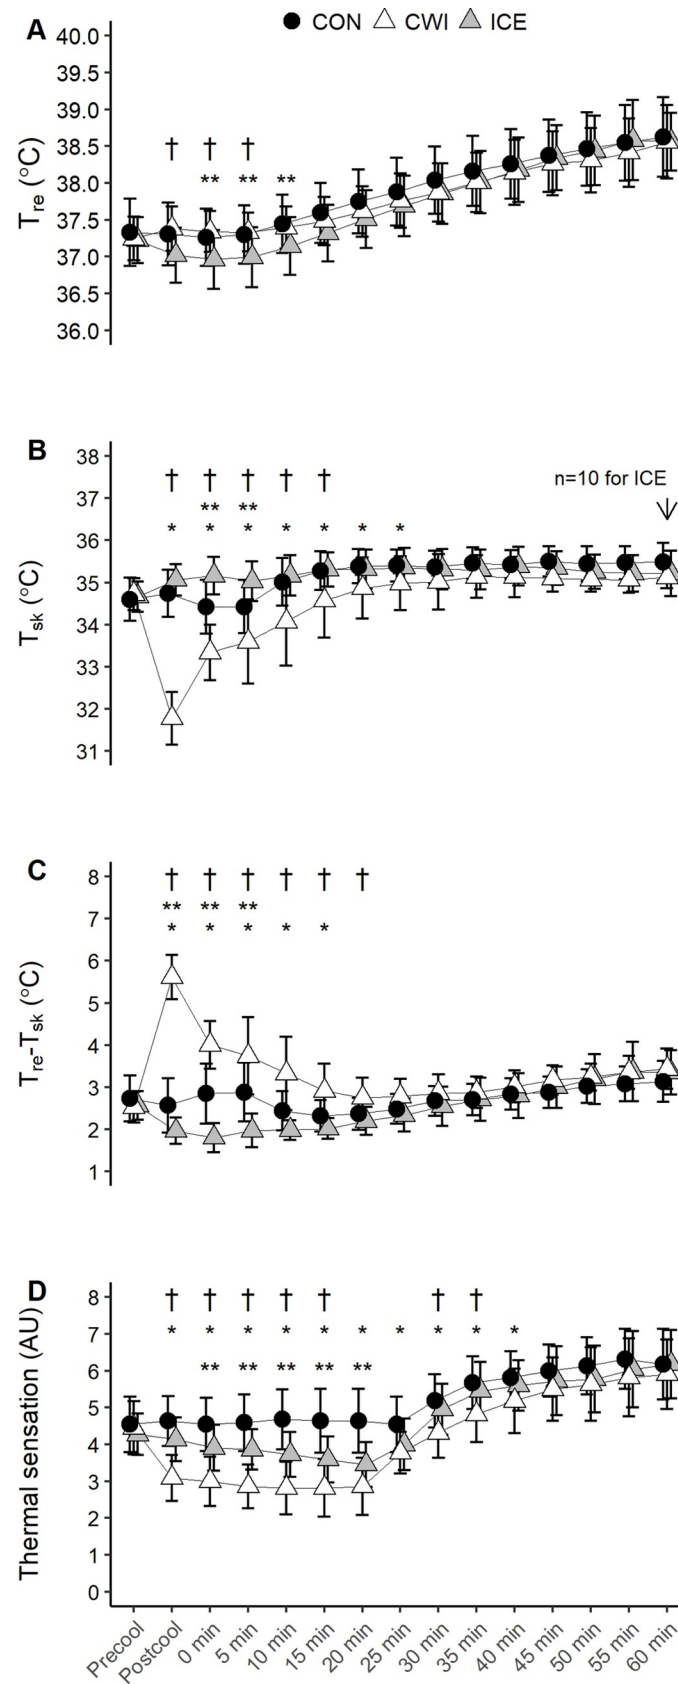 A
CON CWI ICE
40.0
39.5
39.0
38.5
38.0
37.5
37.0
36.5
36.0
Tre (°C)
† † †
** ** **
B
38
37
36
35
34
33
32
31
Tsk (°C)
† † † † †
** **
* * * * * * *
n=10 for ICE
C
8
7
6
5
4
3
2
1
Tre-Tsk (°C)
† † † † † †
** ** **
* * * * *
D
8
7
6
5
4
3
2
1
0
Thermal sensation (AU)
† † † † † † †
* * * * * * * * * *
** ** ** ** **
Precool
Postcool
0 min
5 min
10 min
15 min
20 min
25 min
30 min
35 min
40 min
45 min
50 min
55 min
60 min